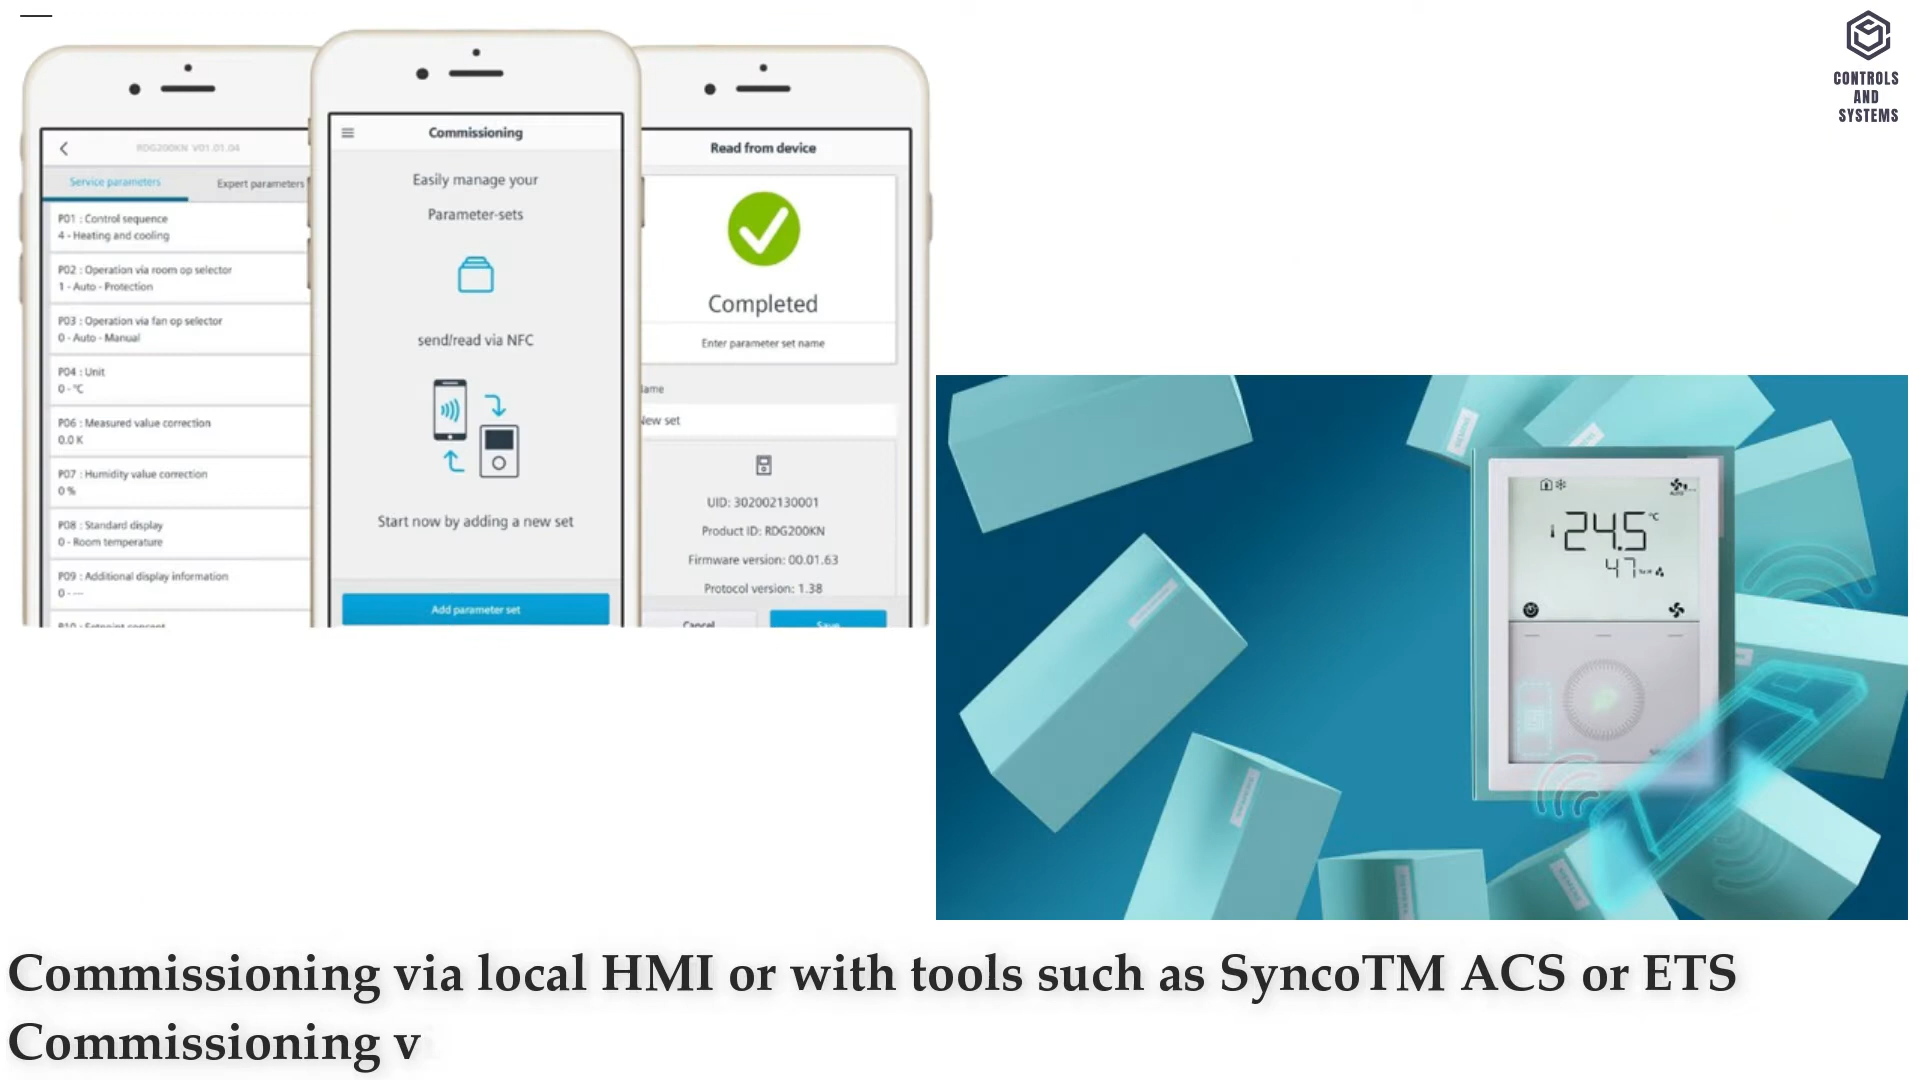 CONTROLS
AND
SYSTEMS
RDG200KN V01.01.04
Service parameters
Expert parameters
P01 : Control sequence
4 - Heating and cooling
P02 : Operation via room op selector
1 - Auto - Protection
P03 : Operation via fan op selector
0 - Auto - Manual
P04 : Unit
0 - °C
P06 : Measured value correction
0.0 K
P07 : Humidity value correction
0 %
P08 : Standard display
0 - Room temperature
P09 : Additional display information
0 - ---
Commissioning
Easily manage your
Parameter-sets
send/read via NFC
Start now by adding a new set
Add parameter set
Read from device
Completed
Enter parameter set name
UID: 302002130001
Product ID: RDG200KN
Firmware version: 00.01.63
Protocol version: 1.38
Cancel
Save
24.5 °C
47
AUTO
SIEMENS
Commissioning via local HMI or with tools such as SyncoTM ACS or ETS
Commissioning v